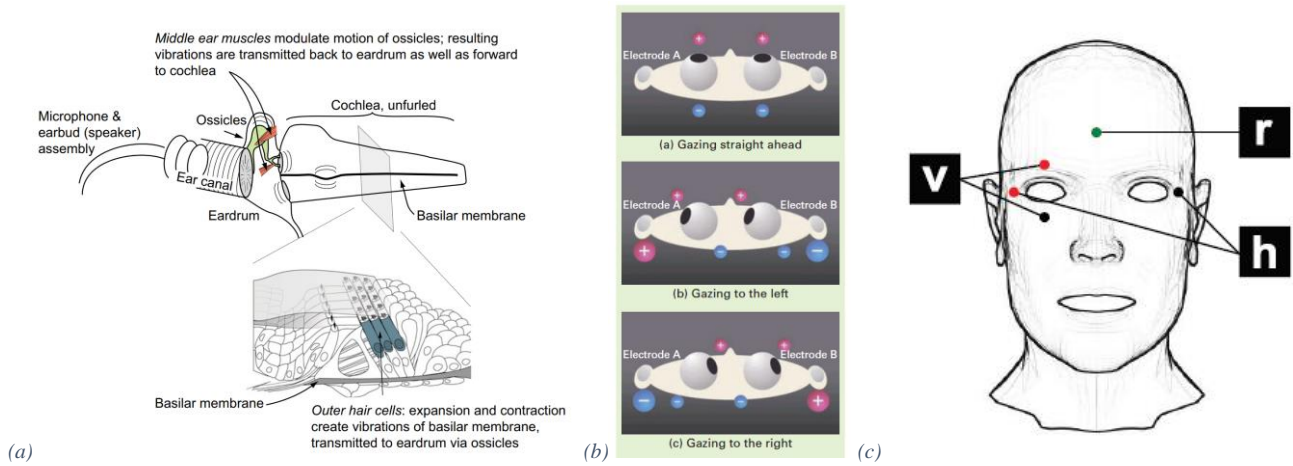 Middle ear muscles modulate motion of ossicles; resulting
vibrations are transmitted back to eardrum as well as forward
to cochlea
Microphone &
earbud (speaker)
assembly
Ossicles
Cochlea, unfurled
Ear canal
Eardrum
Basilar membrane
Basilar membrane
Outer hair cells: expansion and contraction
create vibrations of basilar membrane,
transmitted to eardrum via ossicles
(a)
+ +
Electrode A Electrode B
− −
(a) Gazing straight ahead
+ +
Electrode A Electrode B
+ − − −
(b) Gazing to the left
+ +
Electrode A Electrode B
− − − +
(c) Gazing to the right
(b)
r
v
h
(c)